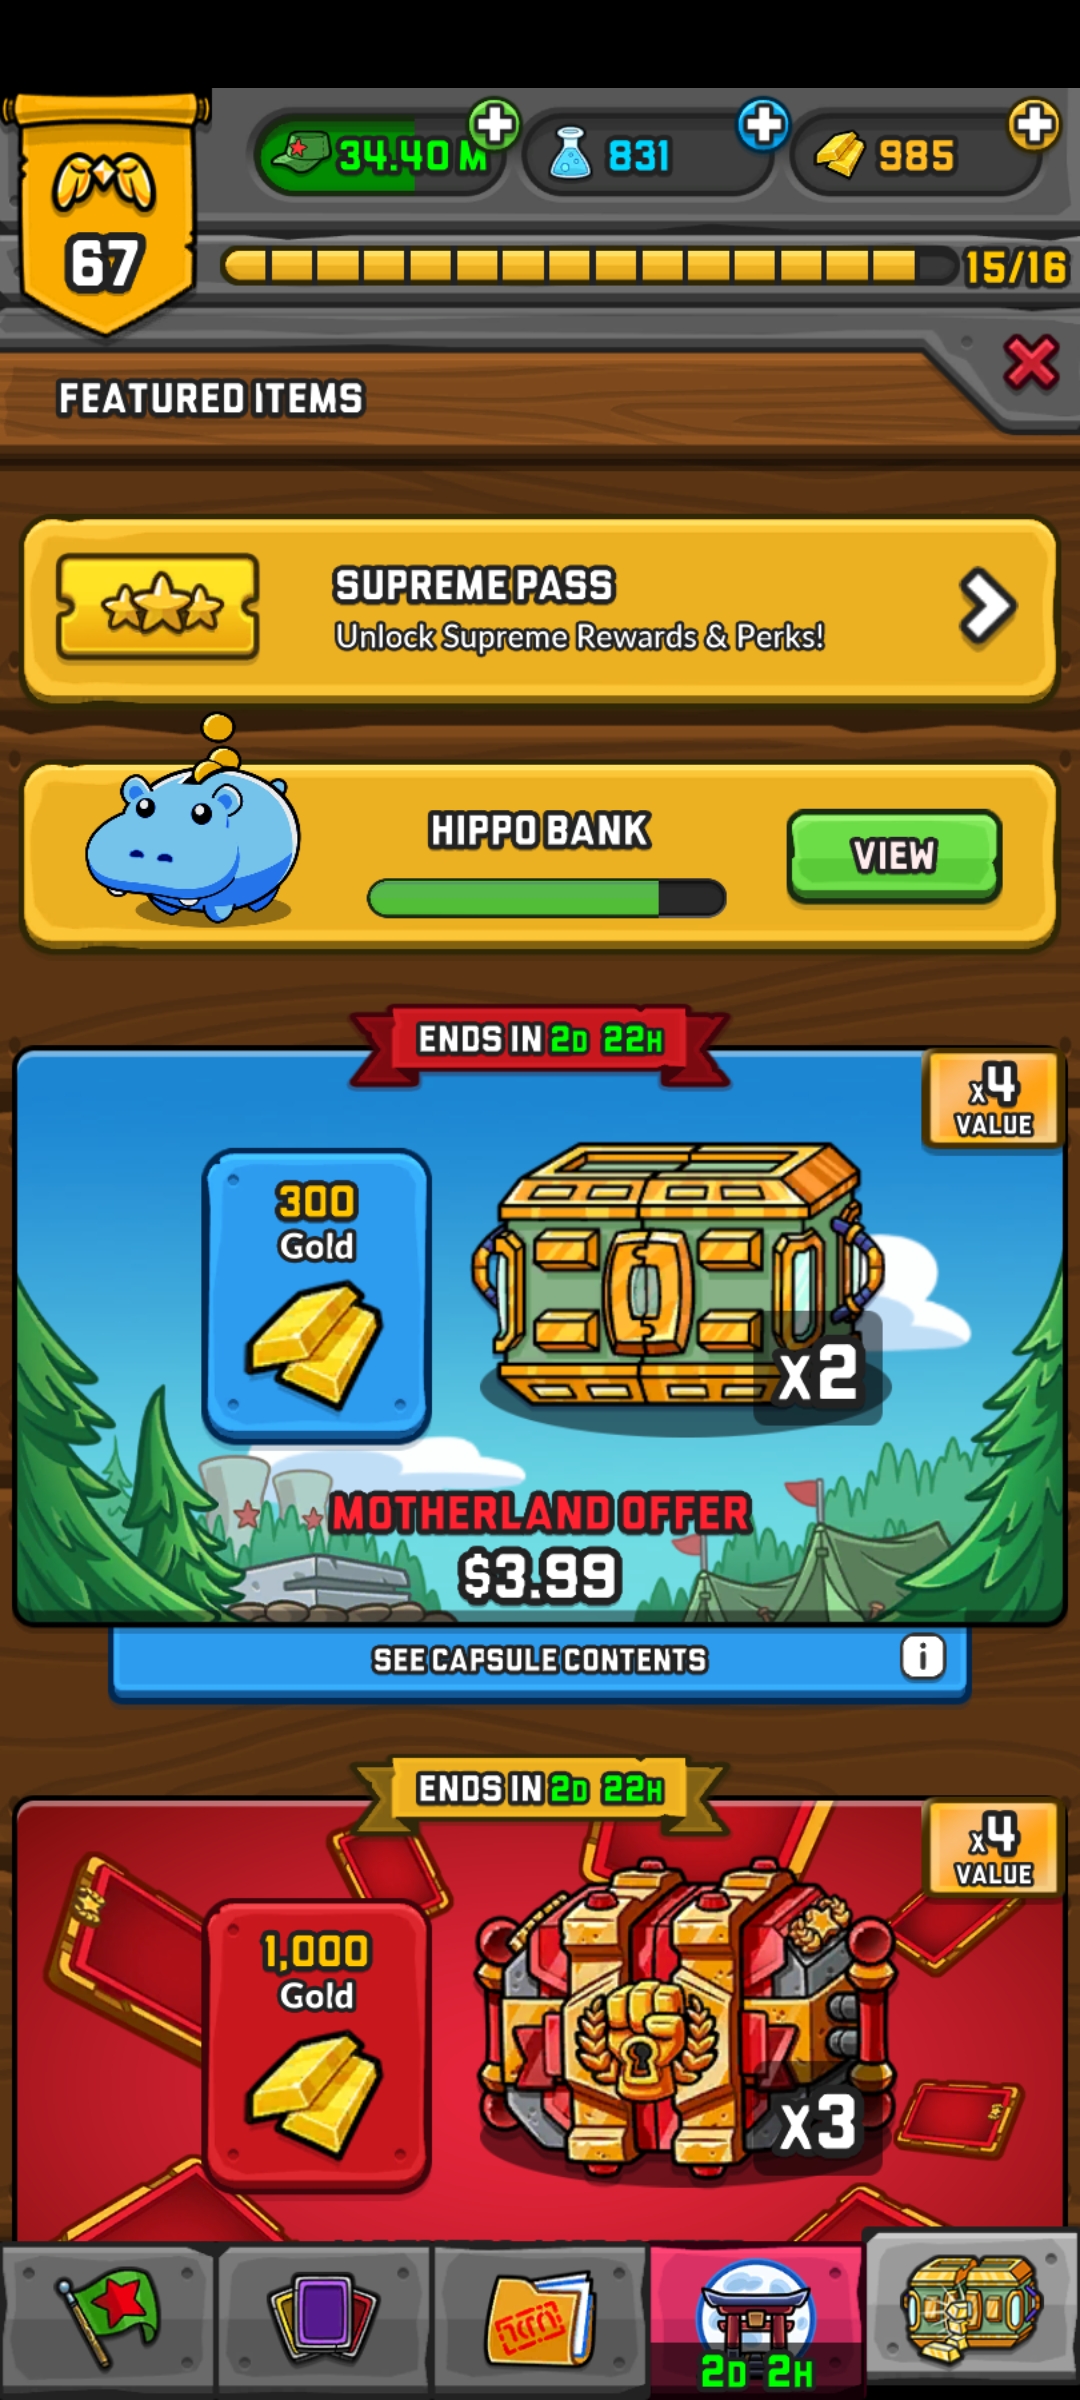 34.40 M
831
985
67
15/16
FEATURED ITEMS
SUPREME PASS
Unlock Supreme Rewards & Perks!
HIPPO BANK
VIEW
ENDS IN 2D 22H
x4
VALUE
300
Gold
x2
MOTHERLAND OFFER
$3.99
SEE CAPSULE CONTENTS
i
ENDS IN 2D 22H
x4
VALUE
1,000
Gold
x3
2D 2H